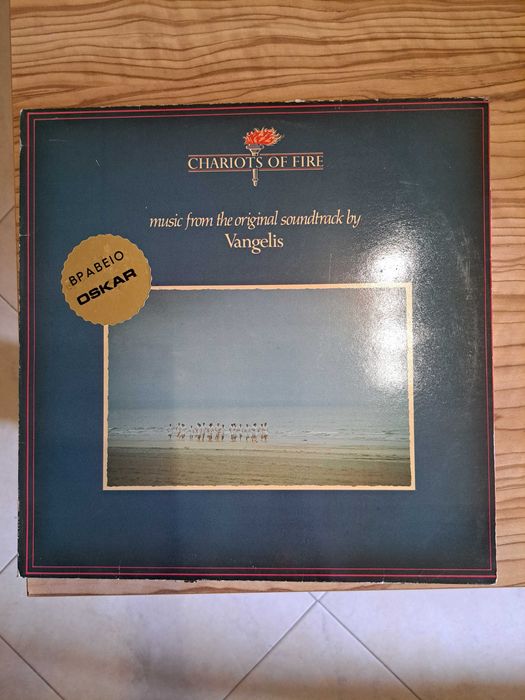 CHARIOTS OF FIRE
music from the original soundtrack by
Vangelis
ΒΡΑΒΕΙΟ
OSKAR